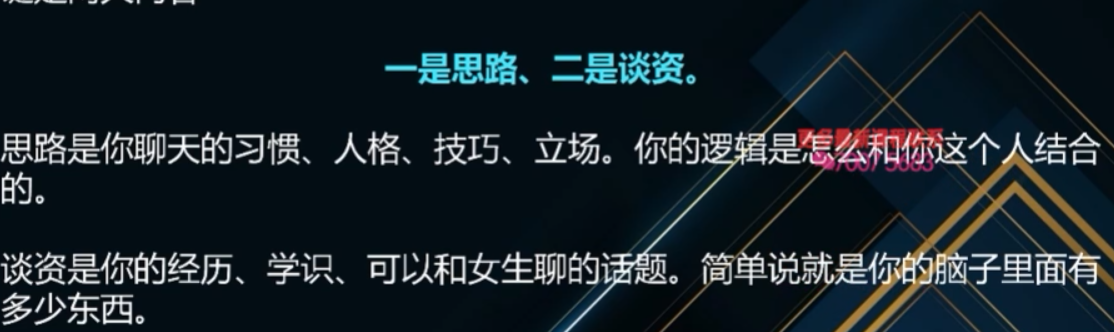 一是思路、二是谈资。
思路是你聊天的习惯、人格、技巧、立场。你的逻辑是怎么和你这个人结合
的。
谈资是你的经历、学识、可以和女生聊的话题。简单说就是你的脑子里面有
多少东西。